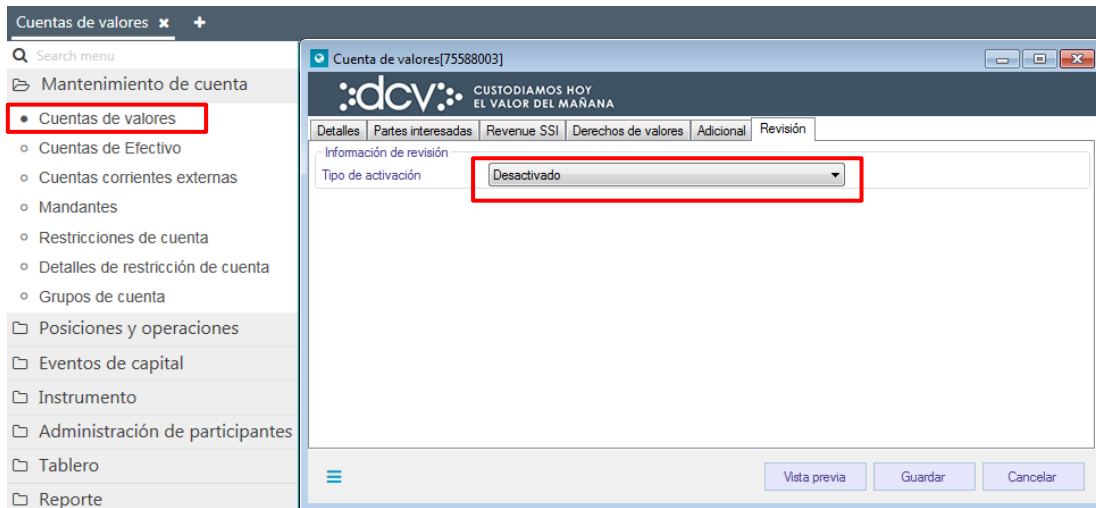 Cuentas de valores ✖ +
Search menu
Mantenimiento de cuenta
Cuentas de valores
Cuentas de Efectivo
Cuentas corrientes externas
Mandantes
Restricciones de cuenta
Detalles de restricción de cuenta
Grupos de cuenta
Posiciones y operaciones
Eventos de capital
Instrumento
Administración de participantes
Tablero
Reporte
Cuenta de valores[75588003]
dcv CUSTODIAMOS HOY
EL VALOR DEL MAÑANA
Detalles Partes interesadas Revenue SSI Derechos de valores Adicional Revisión
Información de revisión
Tipo de activación Desactivado
Vista previa Guardar Cancelar